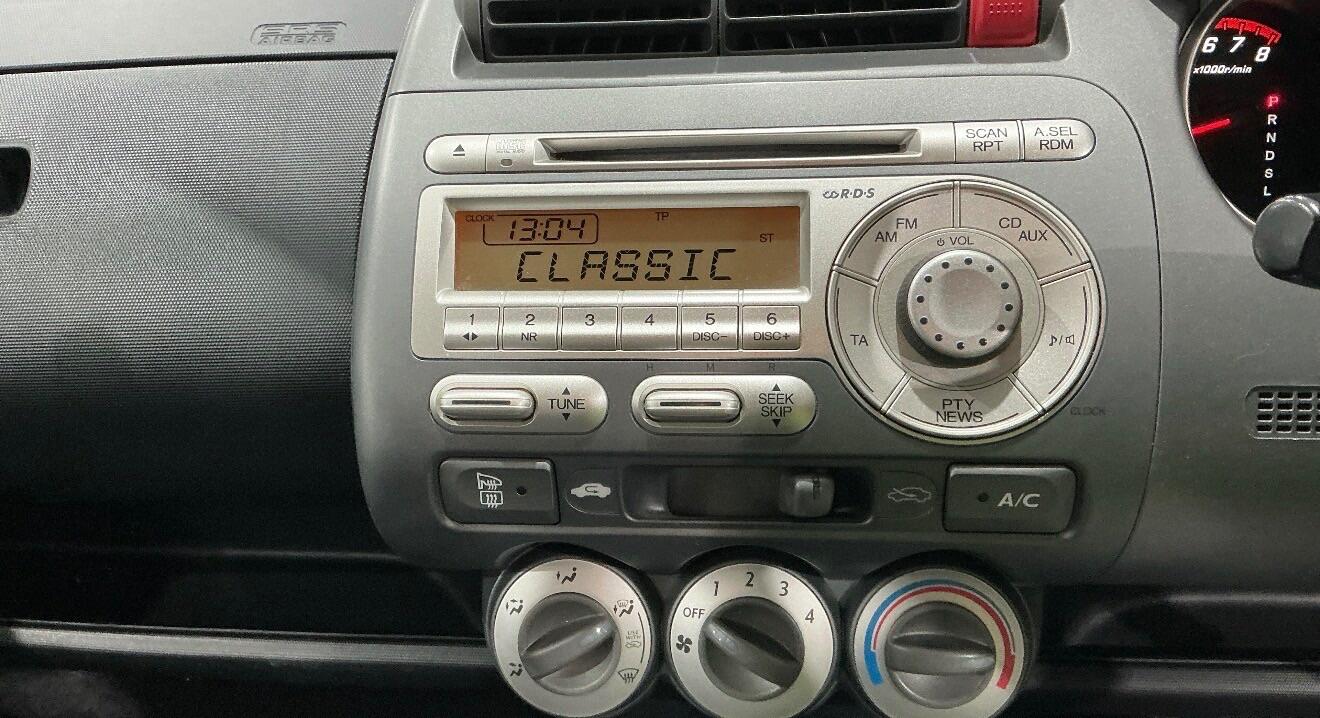 SRS
AIRBAG
6 7 8
x1000r/min
P
R
N
D
S
L
SCAN
RPT
A.SEL
RDM
R·D·S
CLOCK 13:04 TP
ST
CLASSIC
FM
AM
CD
AUX
VOL
1 2 3 4 5 6
NR DISC− DISC+
TA
PTY
NEWS
H M R
TUNE
SEEK
SKIP
CLOCK
A/C
OFF 1 2 3 4